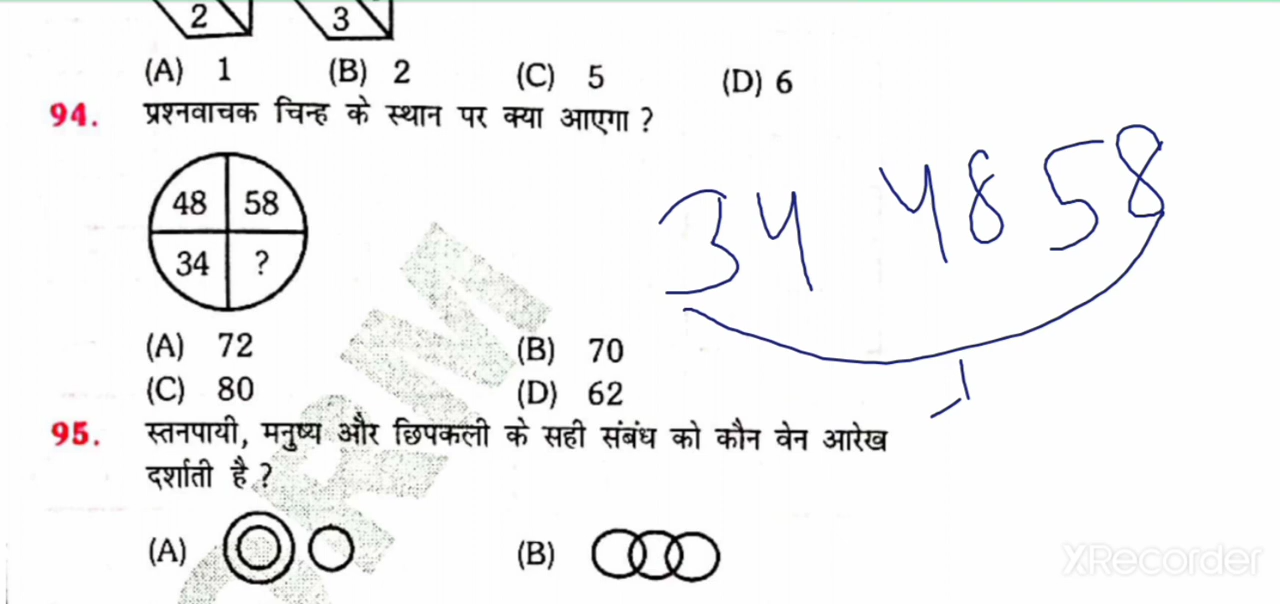 2 3
(A) 1 (B) 2 (C) 5 (D) 6
94. प्रश्नवाचक चिन्ह के स्थान पर क्या आएगा ?
48 58
34 ?
34 48 58
(A) 72 (B) 70
(C) 80 (D) 62
95. स्तनपायी, मनुष्य और छिपकली के सही संबंध को कौन वेन आरेख
दर्शाती है ?
(A) (B)
XRecorder